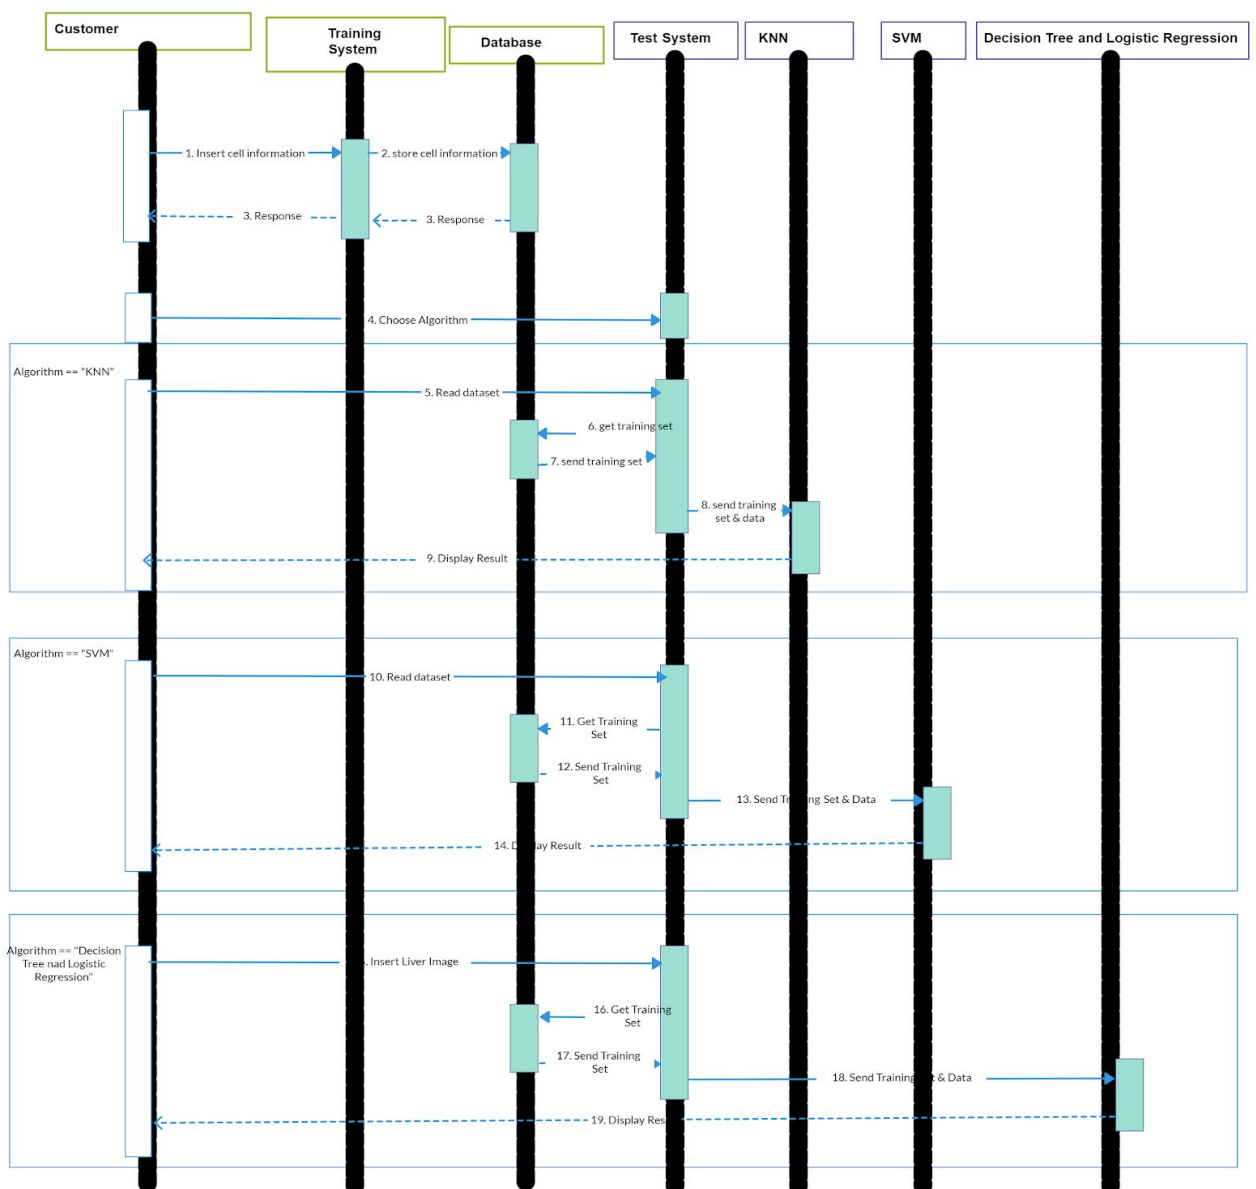 Customer
Training
System
Database
Test System
KNN
SVM
Decision Tree and Logistic Regression
1. Insert cell information
2. store cell information
3. Response
3. Response
4. Choose Algorithm
Algorithm == "KNN"
5. Read dataset
6. get training set
7. send training set
8. send training
set & data
9. Display Result
Algorithm == "SVM"
10. Read dataset
11. Get Training
Set
12. Send Training
Set
13. Send Set & Data
14. Result
Algorithm == "Decision
Tree nad Logistic
Regression"
Insert Liver Image
16. Get Training
Set
17. Send Training
Set
18. Send Training & Data
19. Display